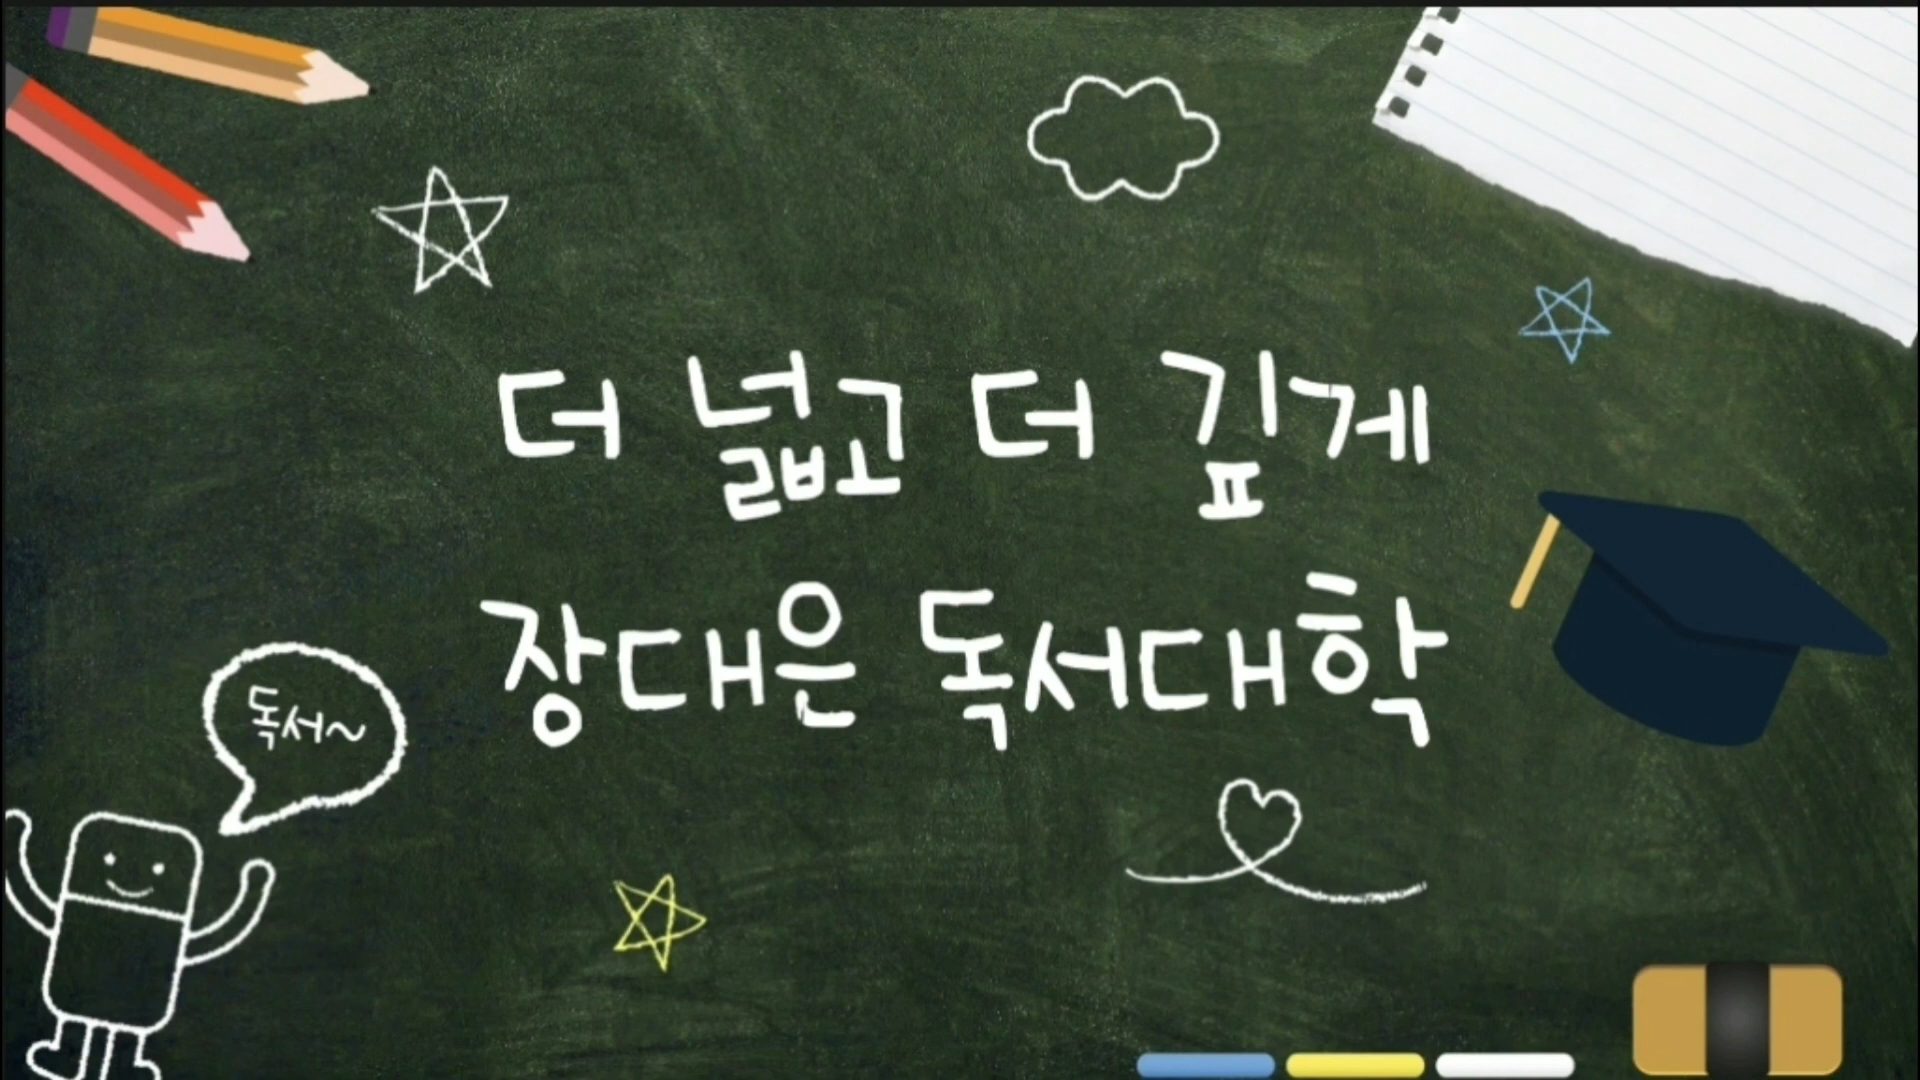 더 넓고 더 깊게
장대은 독서대학
독서~